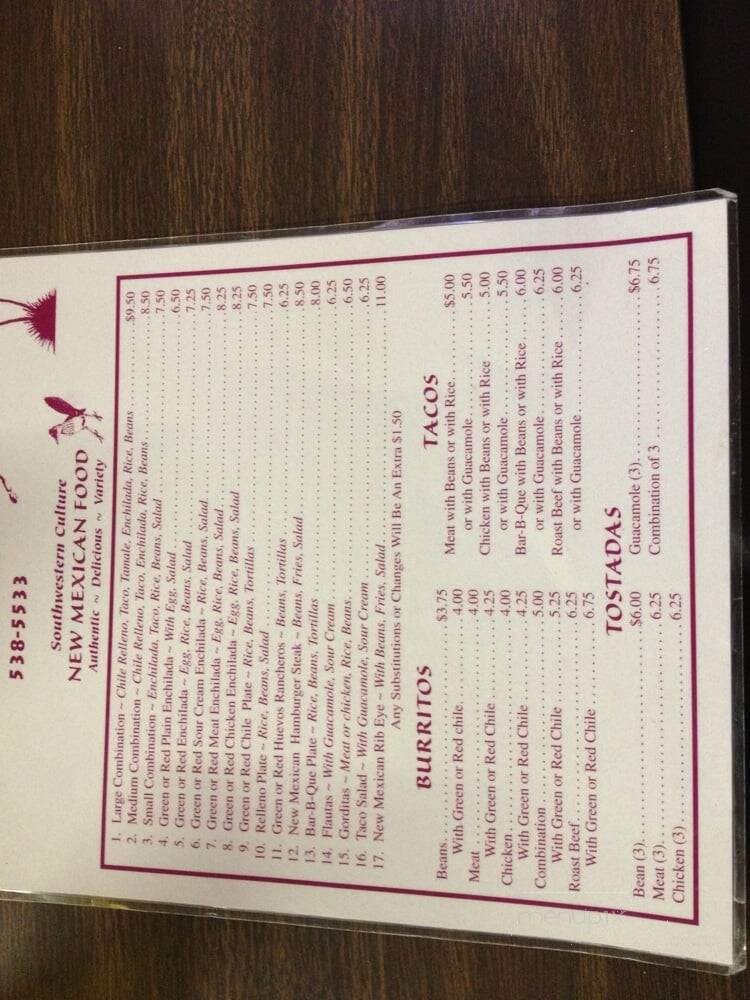 538-5533
Southwestern Culture
NEW MEXICAN FOOD
Authentic ~ Delicious ~ Variety
1. Large Combination ~ Chile Relleno, Taco, Tamale, Enchilada, Rice, Beans $9.50
2. Medium Combination ~ Chile Relleno, Taco, Enchilada, Rice, Beans 8.50
3. Small Combination ~ Enchilada, Taco, Rice, Beans, Salad 7.50
4. Green or Red Plain Enchilada ~ With Egg, Salad 6.50
5. Green or Red Enchilada ~ Egg, Rice, Beans, Salad 7.25
6. Green or Red Sour Cream Enchilada ~ Rice, Beans, Salad 7.50
7. Green or Red Meat Enchilada ~ Egg, Rice, Beans, Salad 8.25
8. Green or Red Chicken Enchilada ~ Egg, Rice, Beans, Salad 8.25
9. Green or Red Chile Plate ~ Rice, Beans, Tortillas 7.50
10. Relleno Plate ~ Rice, Beans, Salad 7.50
11. Green or Red Huevos Rancheros ~ Beans, Tortillas 6.25
12. New Mexican Hamburger Steak ~ Beans, Fries, Salad 8.50
13. Bar-B-Que Plate ~ Rice, Beans, Tortillas 8.00
14. Flautas ~ With Guacamole, Sour Cream 6.25
15. Gorditas ~ Meat or chicken, Rice, Beans 6.50
16. Taco Salad ~ With Guacamole, Sour Cream 6.25
17. New Mexican Rib Eye ~ With Beans, Fries, Salad 11.00
Any Substitutions or Changes Will Be An Extra $1.50
BURRITOS
Beans $3.75
With Green or Red chile 4.00
Meat 4.00
With Green or Red Chile 4.25
Chicken 4.00
With Green or Red Chile 4.25
Combination 5.00
With Green or Red Chile 5.25
Roast Beef 6.25
With Green or Red Chile 6.75
TACOS
Meat with Beans or with Rice $5.00
or with Guacamole 5.50
Chicken with Beans or with Rice 5.00
or with Guacamole 5.50
Bar-B-Que with Beans or with Rice 6.00
or with Guacamole 6.25
Roast Beef with Beans or with Rice 6.00
or with Guacamole 6.25
TOSTADAS
Bean (3) $6.00
Meat (3) 6.25
Chicken (3) 6.25
Guacamole (3) $6.75
Combination of 3 6.75